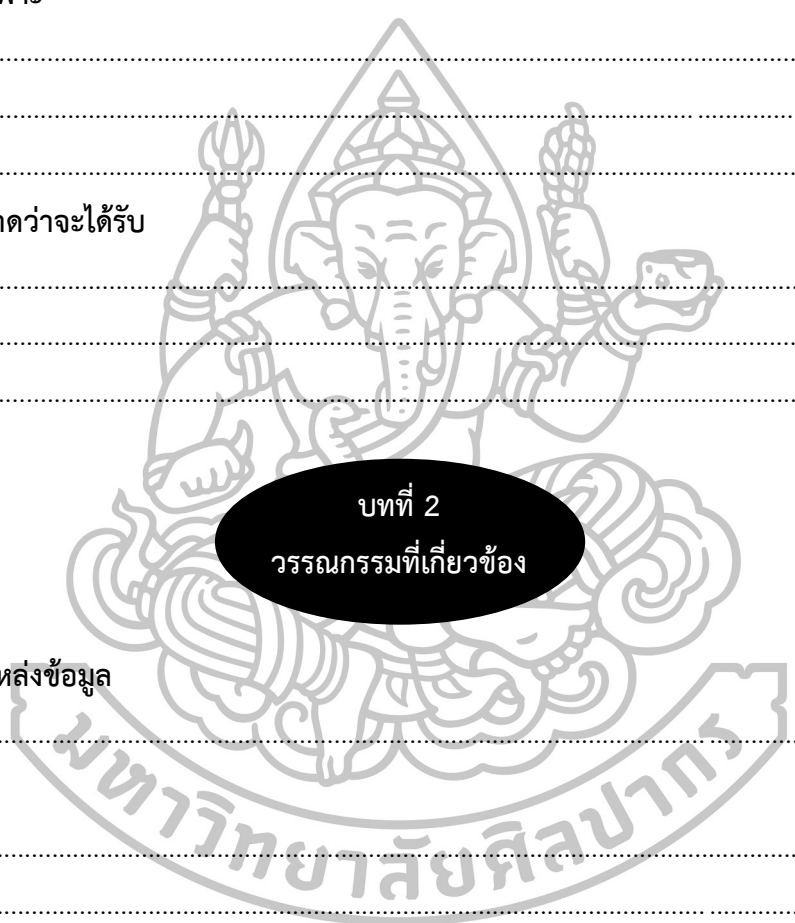 าดว่าจะได้รับ
บทที่ 2
วรรณกรรมที่เกี่ยวข้อง
หล่งข้อมูล
มหาวิทยาลัยศิลปากร